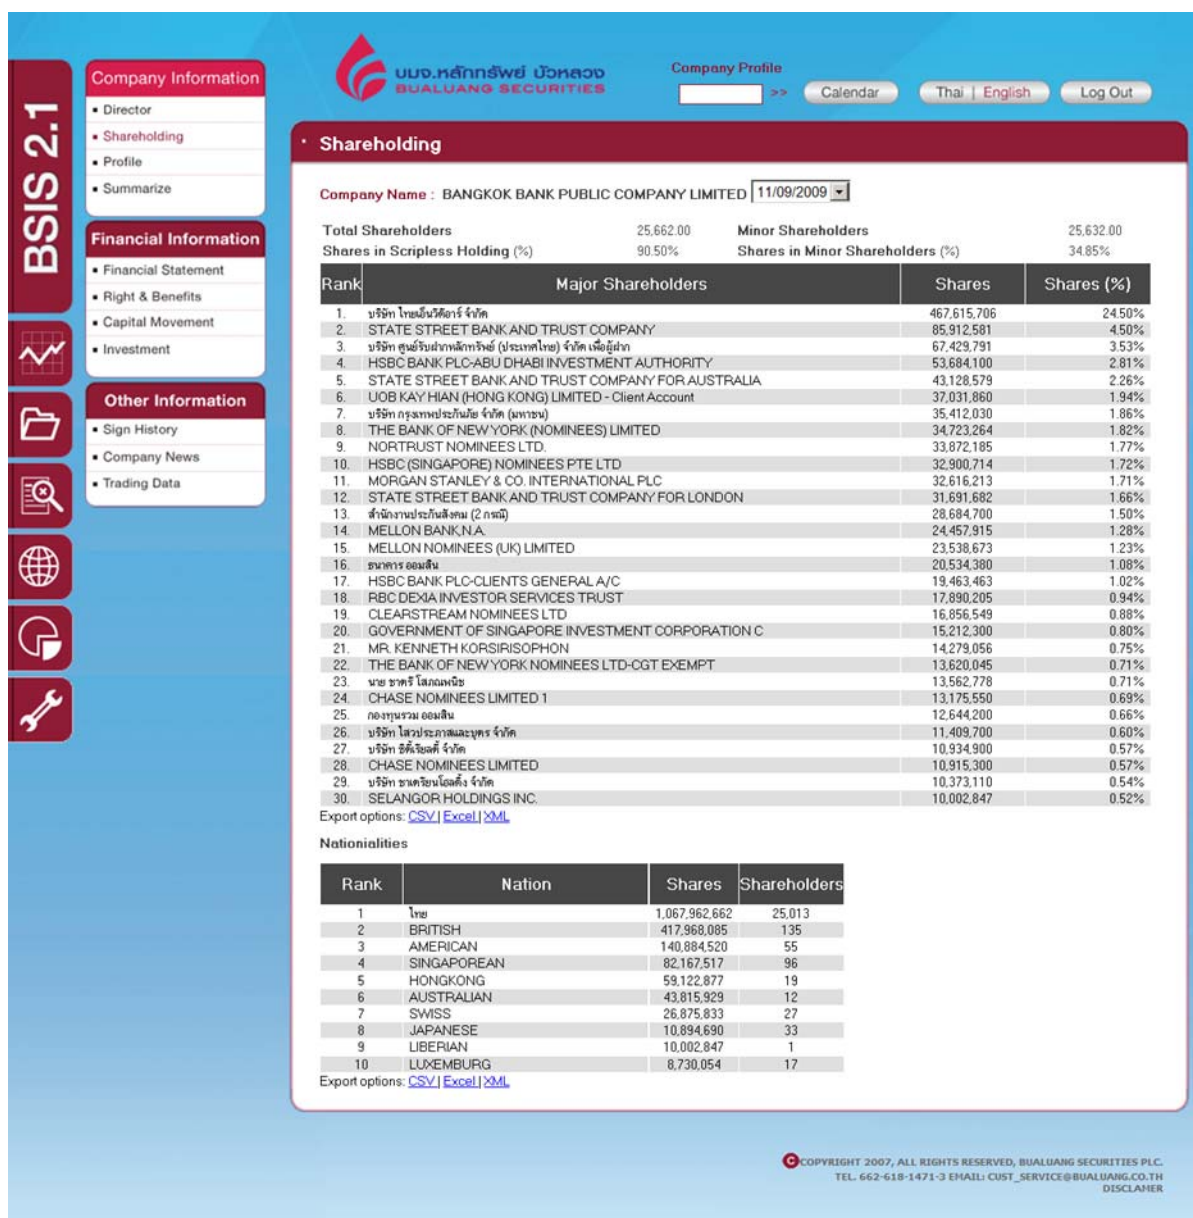 BSIS 2.1
Company Information
Director
Shareholding
Profile
Summarize
Financial Information
Financial Statement
Right & Benefits
Capital Movement
Investment
Other Information
Sign History
Company News
Trading Data
บมจ.หลักทรัพย์ บัวหลวง
BUALUANG SECURITIES
Company Profile
>> Calendar Thai | English Log Out
Shareholding
Company Name : BANGKOK BANK PUBLIC COMPANY LIMITED 11/09/2009
Total Shareholders 25,662.00 Minor Shareholders 25,632.00
Shares in Scripless Holding (%) 90.50% Shares in Minor Shareholders (%) 34.85%
Rank Major Shareholders Shares Shares (%)
1. บริษัท ไทยเอ็นวีดีอาร์ จำกัด 467,615,706 24.50%
2. STATE STREET BANK AND TRUST COMPANY 85,912,581 4.50%
3. บริษัท ศูนย์รับฝากหลักทรัพย์ (ประเทศไทย) จำกัด เพื่อผู้ฝาก 67,429,791 3.53%
4. HSBC BANK PLC-ABU DHABI INVESTMENT AUTHORITY 53,684,100 2.81%
5. STATE STREET BANK AND TRUST COMPANY FOR AUSTRALIA 43,128,579 2.26%
6. UOB KAY HIAN (HONG KONG) LIMITED - Client Account 37,031,860 1.94%
7. บริษัท กรุงเทพประกันภัย จำกัด (มหาชน) 35,412,030 1.86%
8. THE BANK OF NEW YORK (NOMINEES) LIMITED 34,723,264 1.82%
9. NORTRUST NOMINEES LTD. 33,872,185 1.77%
10. HSBC (SINGAPORE) NOMINEES PTE LTD 32,900,714 1.72%
11. MORGAN STANLEY & CO. INTERNATIONAL PLC 32,616,213 1.71%
12. STATE STREET BANK AND TRUST COMPANY FOR LONDON 31,691,682 1.66%
13. สำนักงานประกันสังคม (2 กรณี) 28,684,700 1.50%
14. MELLON BANK,N.A. 24,457,915 1.28%
15. MELLON NOMINEES (UK) LIMITED 23,538,673 1.23%
16. ธนาคาร ออมสิน 20,534,380 1.08%
17. HSBC BANK PLC-CLIENTS GENERAL A/C 19,463,463 1.02%
18. RBC DEXIA INVESTOR SERVICES TRUST 17,890,205 0.94%
19. CLEARSTREAM NOMINEES LTD 16,856,549 0.88%
20. GOVERNMENT OF SINGAPORE INVESTMENT CORPORATION C 15,212,300 0.80%
21. MR. KENNETH KORSIRISOPHON 14,279,056 0.75%
22. THE BANK OF NEW YORK NOMINEES LTD-CGT EXEMPT 13,620,045 0.71%
23. นาย ชาตรี โสภณพนิช 13,562,778 0.71%
24. CHASE NOMINEES LIMITED 1 13,175,550 0.69%
25. กองทุนรวม ออมสิน 12,644,200 0.66%
26. บริษัท ไสวประภาสและบุตร จำกัด 11,409,700 0.60%
27. บริษัท ซิตี้เรียลตี้ จำกัด 10,934,900 0.57%
28. CHASE NOMINEES LIMITED 10,915,300 0.57%
29. บริษัท ชาเตรียนโฮลดิ้ง จำกัด 10,373,110 0.54%
30. SELANGOR HOLDINGS INC. 10,002,847 0.52%
Export options: CSV | Excel | XML
Nationialities
Rank Nation Shares Shareholders
1 ไทย 1,067,962,662 25,013
2 BRITISH 417,968,085 135
3 AMERICAN 140,884,520 55
4 SINGAPOREAN 82,167,517 96
5 HONGKONG 59,122,877 19
6 AUSTRALIAN 43,815,929 12
7 SWISS 26,875,833 27
8 JAPANESE 10,894,690 33
9 LIBERIAN 10,002,847 1
10 LUXEMBURG 8,730,054 17
Export options: CSV | Excel | XML
C COPYRIGHT 2007, ALL RIGHTS RESERVED, BUALUANG SECURITIES PLC.
TEL. 662-618-1471-3 EMAIL: CUST_SERVICE@BUALUANG.CO.TH
DISCLAMER